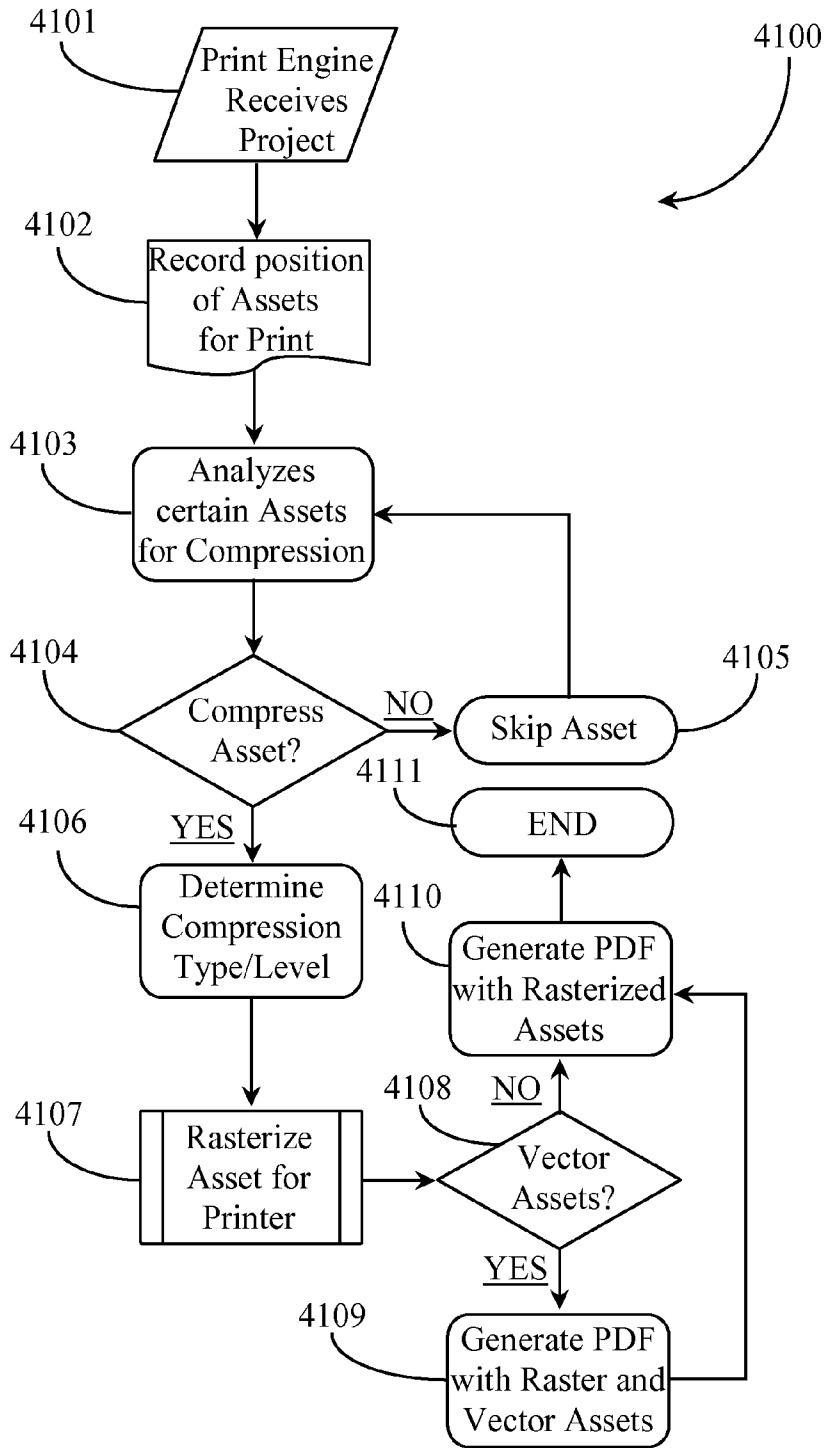 4101
Print Engine
Receives
Project
4100
4102
Record position
of Assets
for Print
4103
Analyzes
certain Assets
for Compression
4104
Compress
Asset?
NO
4105
Skip Asset
YES
4111
END
4106
Determine
Compression
Type/Level
4110
Generate PDF
with Rasterized
Assets
4107
Rasterize
Asset for
Printer
4108
NO
Vector
Assets?
YES
4109
Generate PDF
with Raster and
Vector Assets